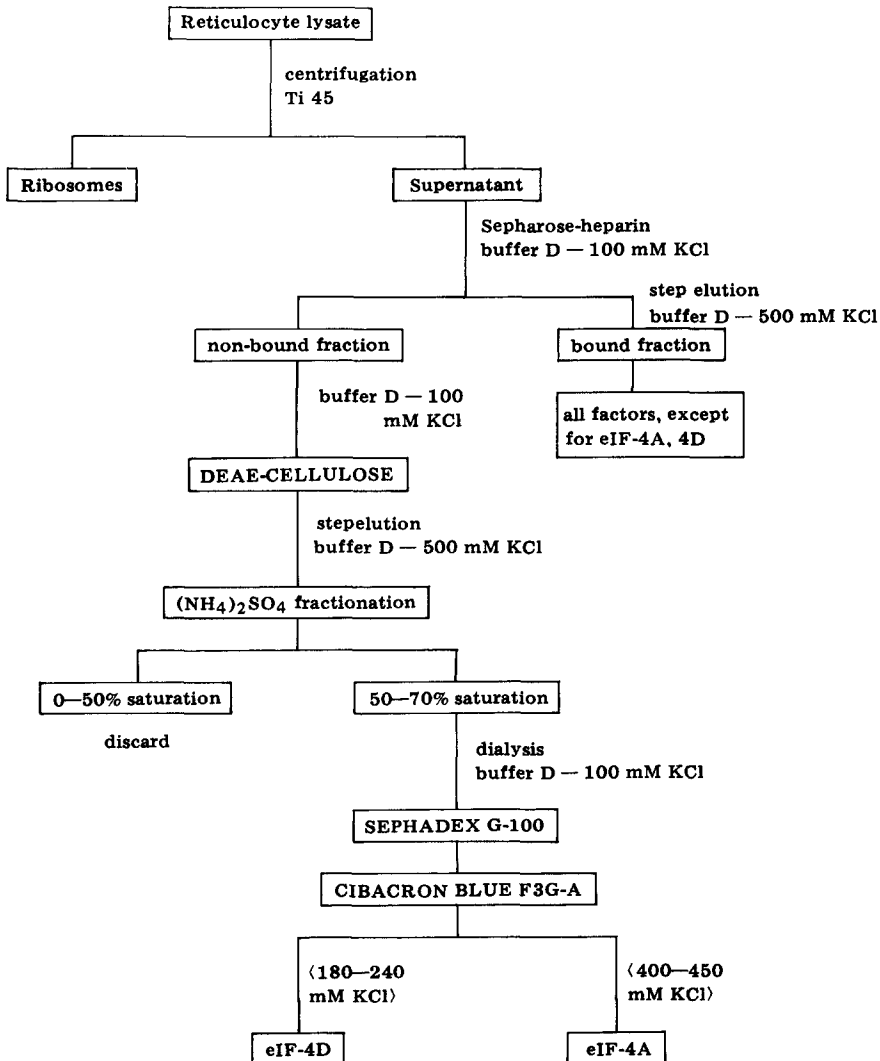 Reticulocyte lysate
centrifugation
Ti 45
Ribosomes
Supernatant
Sepharose-heparin
buffer D — 100 mM KCl
step elution
buffer D — 500 mM KCl
non-bound fraction
bound fraction
buffer D — 100
mM KCl
all factors, except
for eIF-4A, 4D
DEAE-CELLULOSE
stepelution
buffer D — 500 mM KCl
(NH4)2SO4 fractionation
0—50% saturation
50—70% saturation
discard
dialysis
buffer D — 100 mM KCl
SEPHADEX G-100
CIBACRON BLUE F3G-A
⟨180—240
mM KCl⟩
⟨400—450
mM KCl⟩
eIF-4D
eIF-4A